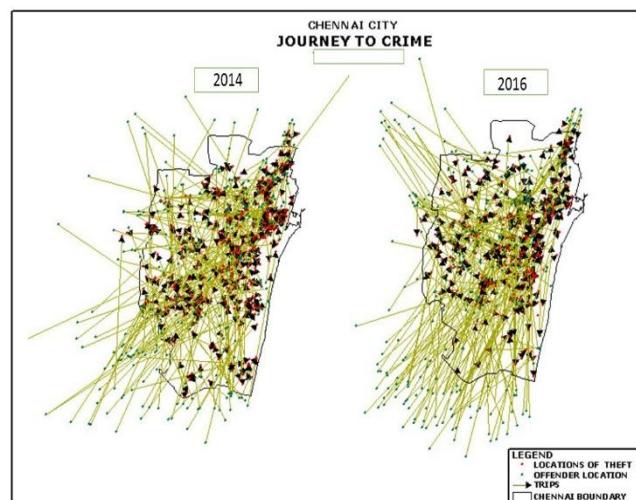 CHENNAI CITY
JOURNEY TO CRIME
2014
2016
LEGEND
LOCATIONS OF THEFT
OFFENDER LOCATION
TRIPS
CHENNAI BOUNDARY